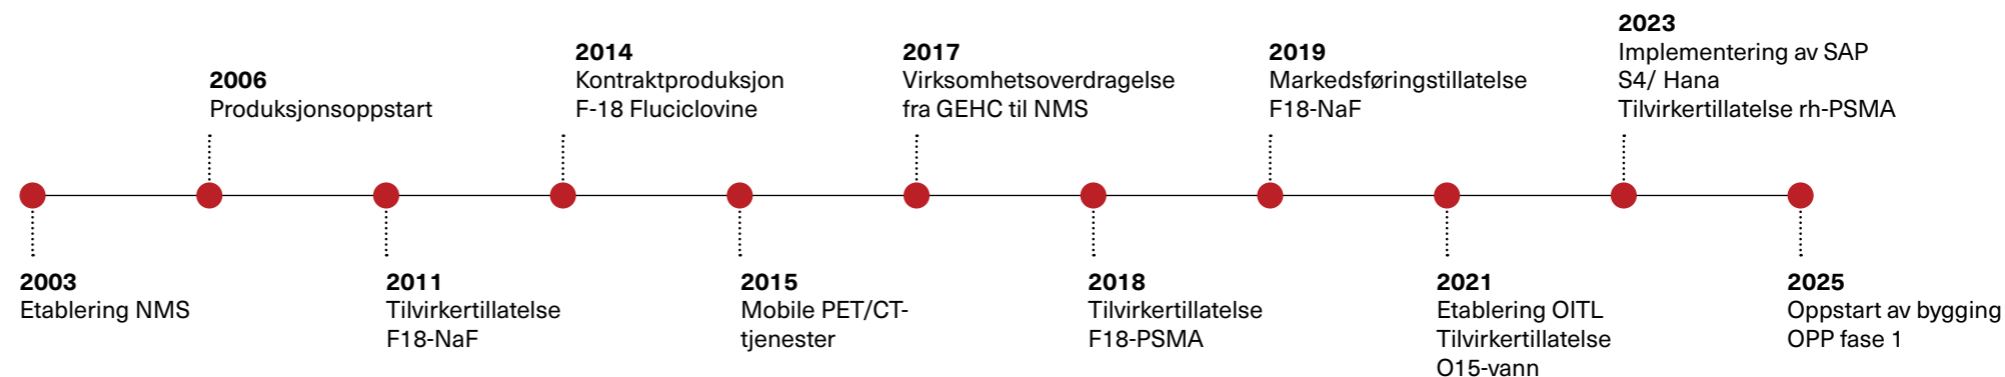 2003
Etablering NMS
2006
Produksjonsoppstart
2011
Tilvirkertillatelse
F18-NaF
2014
Kontraktproduksjon
F-18 Fluciclovine
2015
Mobile PET/CT-
tjenester
2017
Virksomhetsoverdragelse
fra GEHC til NMS
2018
Tilvirkertillatelse
F18-PSMA
2019
Markedsføringstillatelse
F18-NaF
2021
Etablering OITL
Tilvirkertillatelse
O15-vann
2023
Implementering av SAP
S4/ Hana
Tilvirkertillatelse rh-PSMA
2025
Oppstart av bygging
OPP fase 1